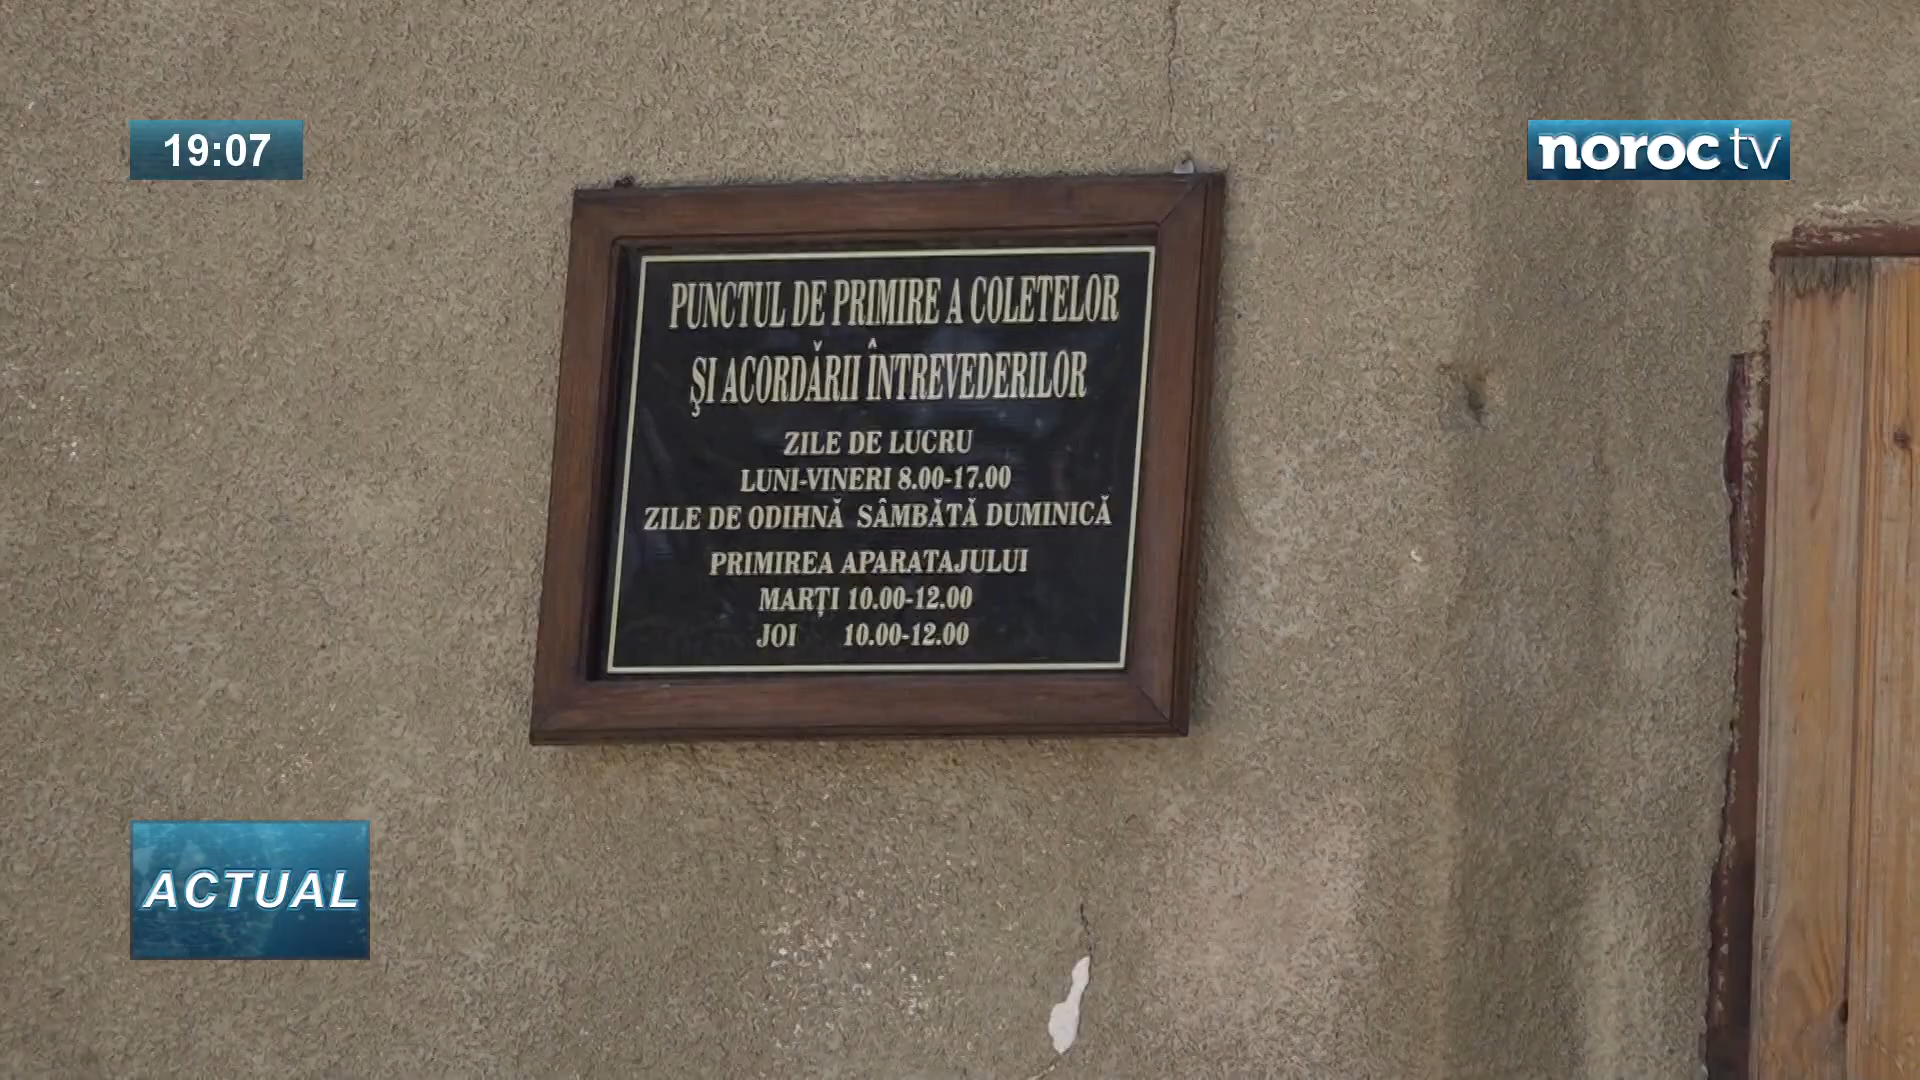 19:07
noroc tv
PUNCTUL DE PRIMIRE A COLETELOR
ŞI ACORDĂRII ÎNTREVEDERILOR
ZILE DE LUCRU
LUNI-VINERI 8.00-17.00
ZILE DE ODIHNĂ SÂMBĂTĂ DUMINICĂ
PRIMIREA APARATAJULUI
MARȚI 10.00-12.00
JOI 10.00-12.00
ACTUAL